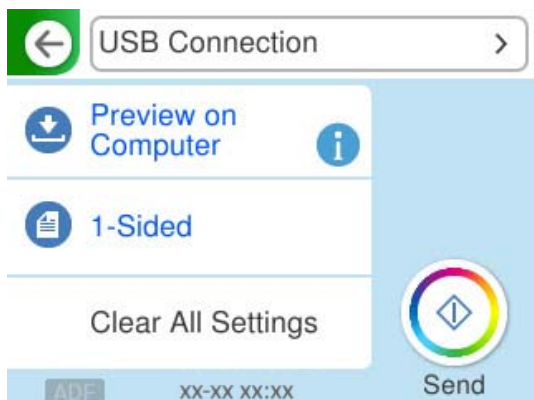 USB Connection
Preview on
Computer
i
1-Sided
Clear All Settings
ADF
xx-xx xx:xx
Send